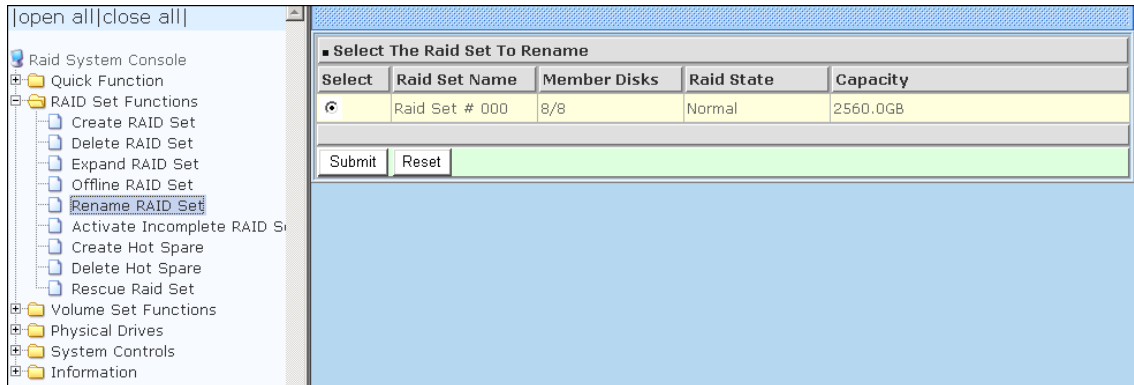 |open all|close all|
Raid System Console
Quick Function
RAID Set Functions
Create RAID Set
Delete RAID Set
Expand RAID Set
Offline RAID Set
Rename RAID Set
Activate Incomplete RAID
Create Hot Spare
Delete Hot Spare
Rescue Raid Set
Volume Set Functions
Physical Drives
System Controls
Information
Select The Raid Set To Rename
Select Raid Set Name Member Disks Raid State Capacity
Raid Set # 000 8/8 Normal 2560.0GB
Submit Reset